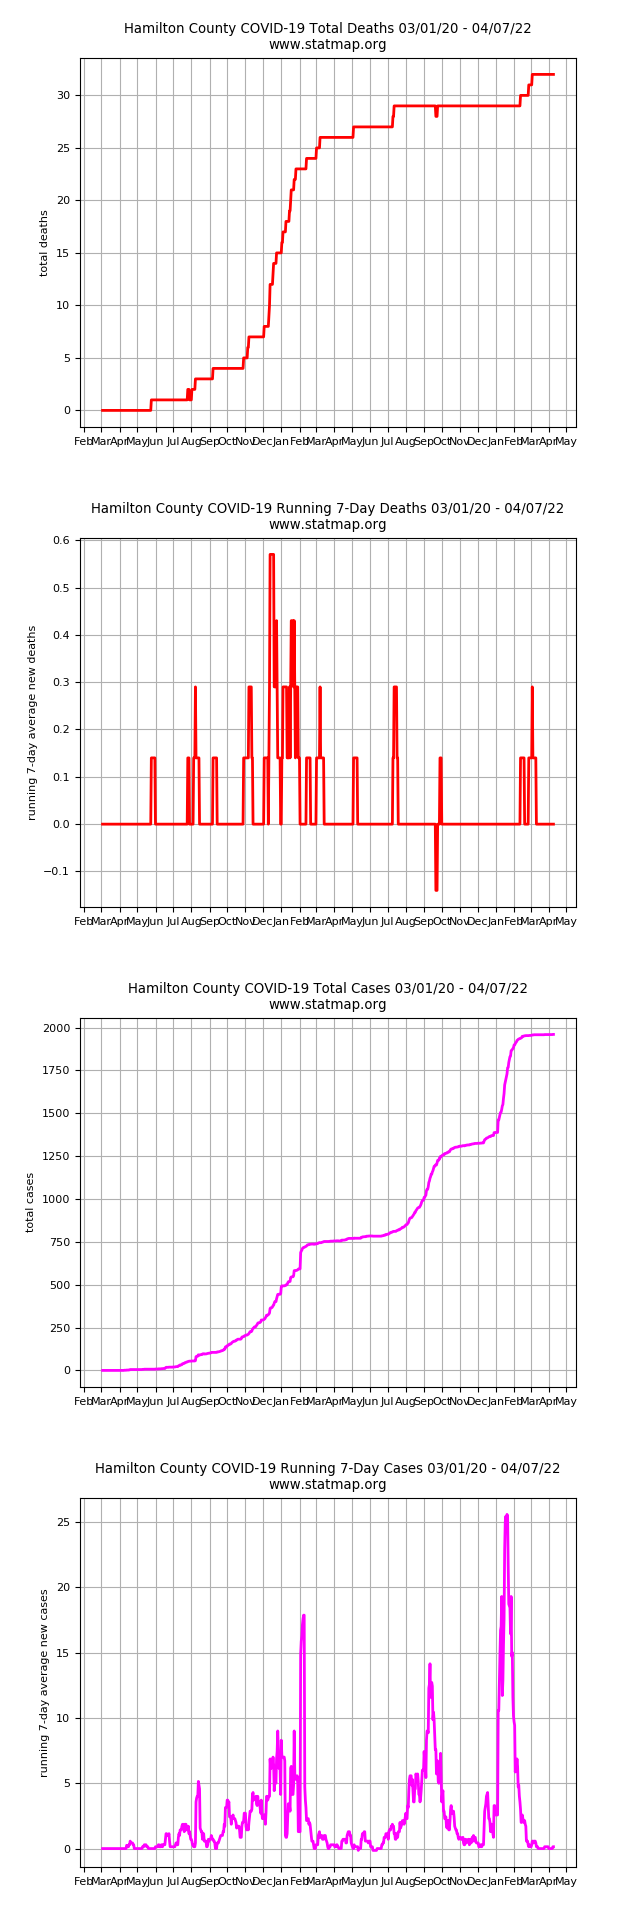 Hamilton County COVID-19 Total Deaths 03/01/20 - 04/07/22
www.statmap.org
30
25
20
15
10
5
0
total deaths
Feb Mar Apr May Jun Jul Aug Sep Oct Nov Dec Jan Feb Mar Apr May Jun Jul Aug Sep Oct Nov Dec Jan Feb Mar Apr May
Hamilton County COVID-19 Running 7-Day Deaths 03/01/20 - 04/07/22
www.statmap.org
0.6
0.5
0.4
0.3
0.2
0.1
0.0
−0.1
running 7-day average new deaths
Feb Mar Apr May Jun Jul Aug Sep Oct Nov Dec Jan Feb Mar Apr May Jun Jul Aug Sep Oct Nov Dec Jan Feb Mar Apr May
Hamilton County COVID-19 Total Cases 03/01/20 - 04/07/22
www.statmap.org
2000
1750
1500
1250
1000
750
500
250
0
total cases
Feb Mar Apr May Jun Jul Aug Sep Oct Nov Dec Jan Feb Mar Apr May Jun Jul Aug Sep Oct Nov Dec Jan Feb Mar Apr May
Hamilton County COVID-19 Running 7-Day Cases 03/01/20 - 04/07/22
www.statmap.org
25
20
15
10
5
0
running 7-day average new cases
Feb Mar Apr May Jun Jul Aug Sep Oct Nov Dec Jan Feb Mar Apr May Jun Jul Aug Sep Oct Nov Dec Jan Feb Mar Apr May